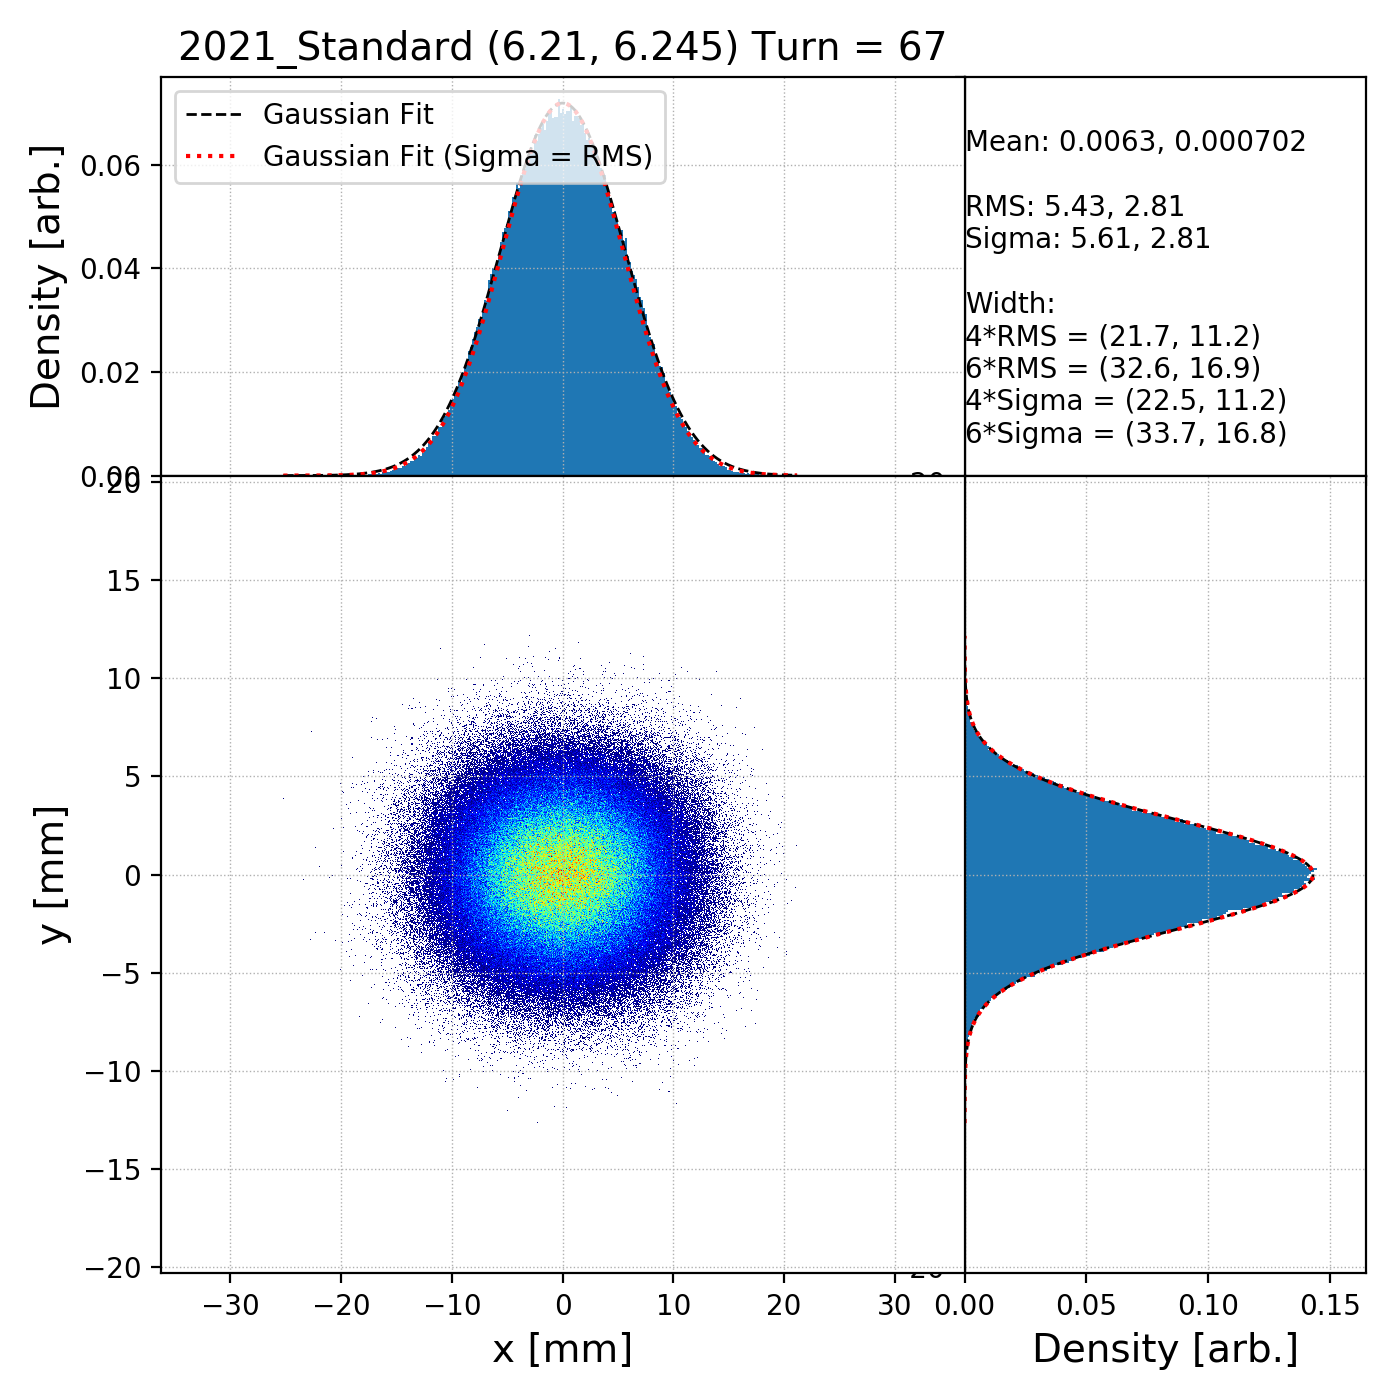 2021_Standard (6.21, 6.245) Turn = 67
Gaussian Fit
Gaussian Fit (Sigma = RMS)
Density [arb.]
0.06
0.04
0.02
0.00
Mean: 0.0063, 0.000702
RMS: 5.43, 2.81
Sigma: 5.61, 2.81
Width:
4*RMS = (21.7, 11.2)
6*RMS = (32.6, 16.9)
4*Sigma = (22.5, 11.2)
6*Sigma = (33.7, 16.8)
y [mm]
20
15
10
5
0
−5
−10
−15
−20
−30
−20
−10
0
10
20
30
x [mm]
0.00
0.05
0.10
0.15
Density [arb.]